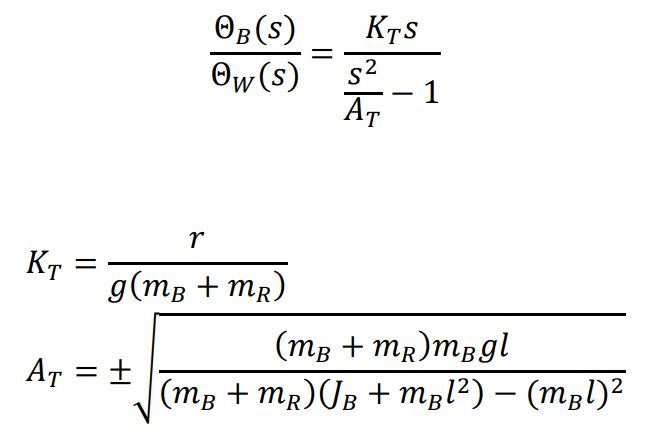 Θ_B(s)/Θ_W(s) = K_T s/(s²/A_T − 1)
K_T = r/(g(m_B + m_R))
A_T = ±√((m_B + m_R)m_B gl/((m_B + m_R)(J_B + m_B l²) − (m_B l)²))